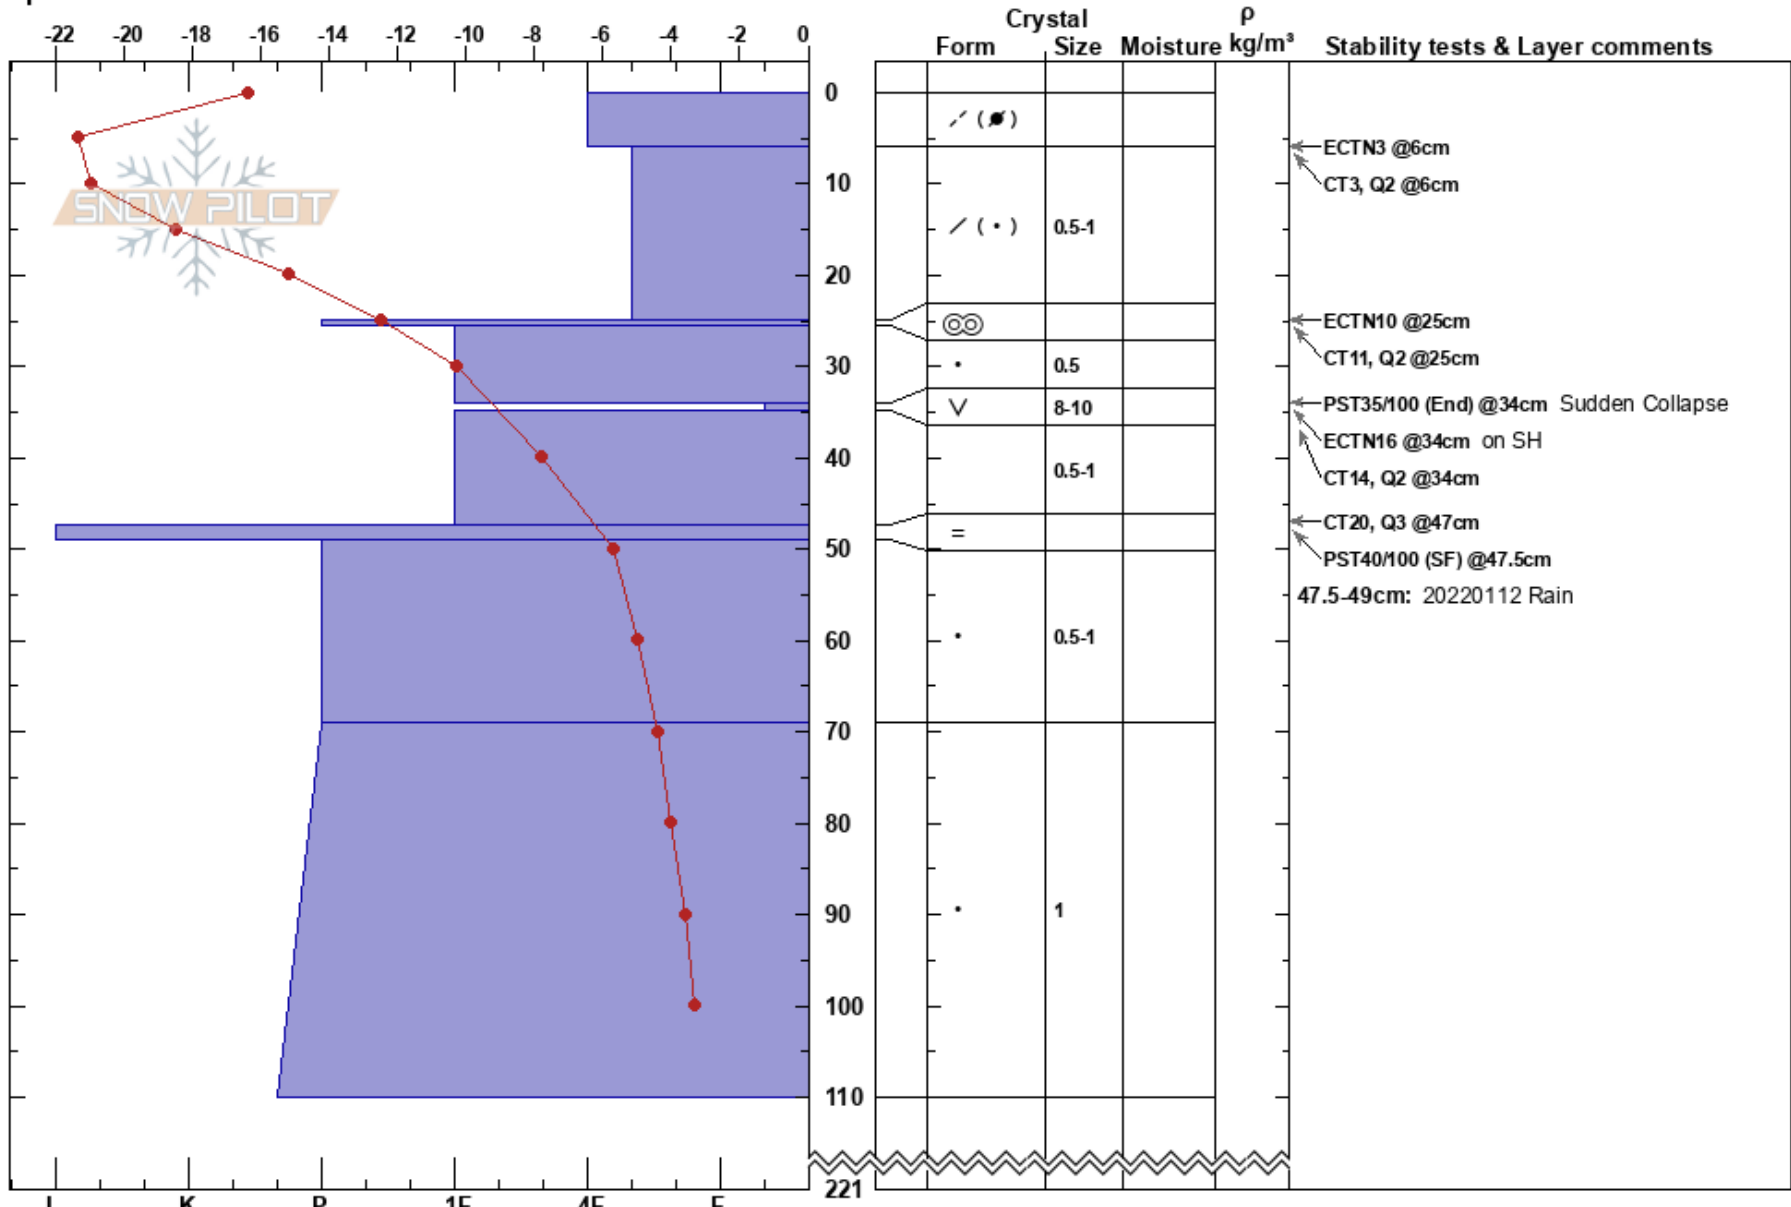 Crystal ρ
-22 -20 -18 -16 -14 -12 -10 -8 -6 -4 -2 0 Form Size Moisture kg/m³ Stability tests & Layer comments
0
ECTN3 @6cm
10
CT3, Q2 @6cm
SNOW PILOT
0.5-1
20
ECTN10 @25cm
CT11, Q2 @25cm
30
0.5
PST35/100 (End) @34cm Sudden Collapse
8-10
ECTN16 @34cm on SH
40
0.5-1
CT14, Q2 @34cm
CT20, Q3 @47cm
50
PST40/100 (SF) @47.5cm
47.5-49cm: 20220112 Rain
60
0.5-1
70
80
90
1
100
110
221
I K P 1F 4F F